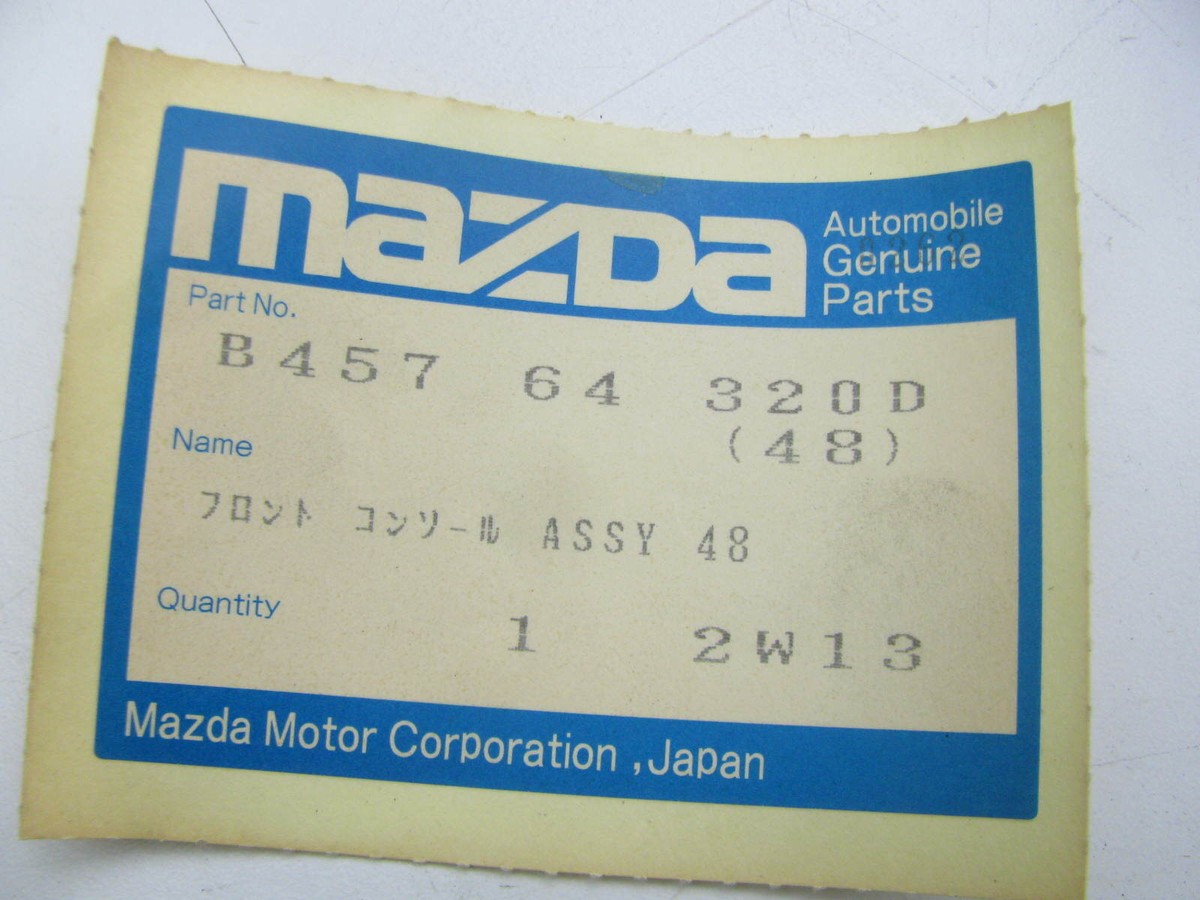 mazda
Automobile
Genuine
Parts
Part No.
B457 64 320D
(48)
Name
フロント コンソール ASSY 48
Quantity
1 2W13
Mazda Motor Corporation ,Japan